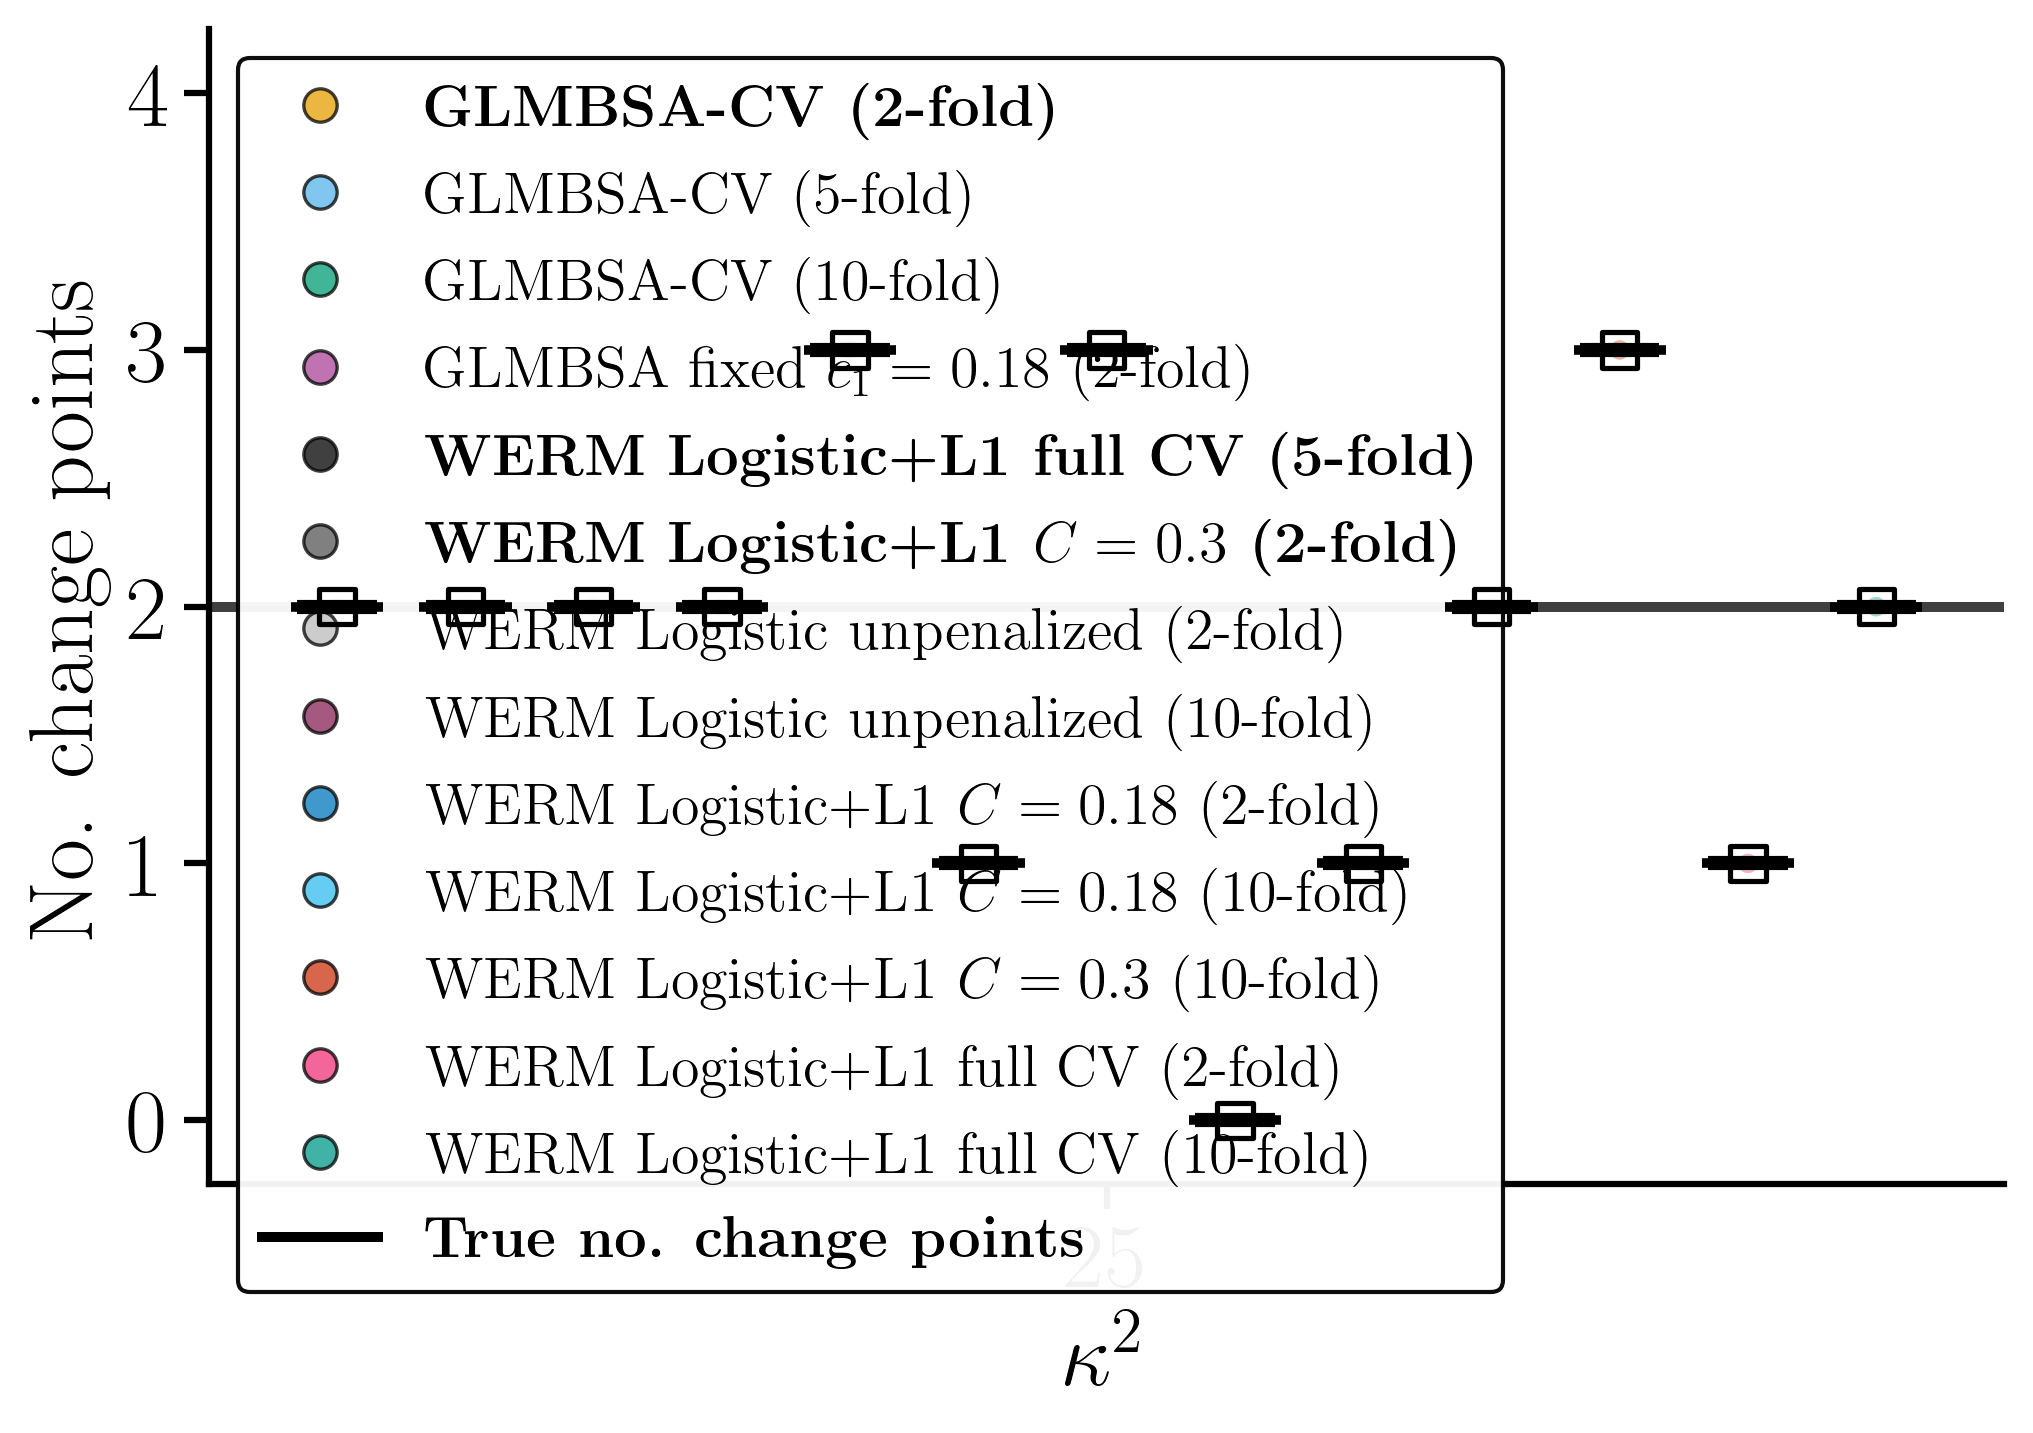 4
3
2
1
0
No. change points
GLMBSA-CV (2-fold)
GLMBSA-CV (5-fold)
GLMBSA-CV (10-fold)
GLMBSA fixed c₁ = 0.18 (2-fold)
WERM Logistic+L1 full CV (5-fold)
WERM Logistic+L1 C = 0.3 (2-fold)
WERM Logistic unpenalized (2-fold)
WERM Logistic unpenalized (10-fold)
WERM Logistic+L1 C = 0.18 (2-fold)
WERM Logistic+L1 C = 0.18 (10-fold)
WERM Logistic+L1 C = 0.3 (10-fold)
WERM Logistic+L1 full CV (2-fold)
WERM Logistic+L1 full CV (10-fold)
True no. change points
25
κ²